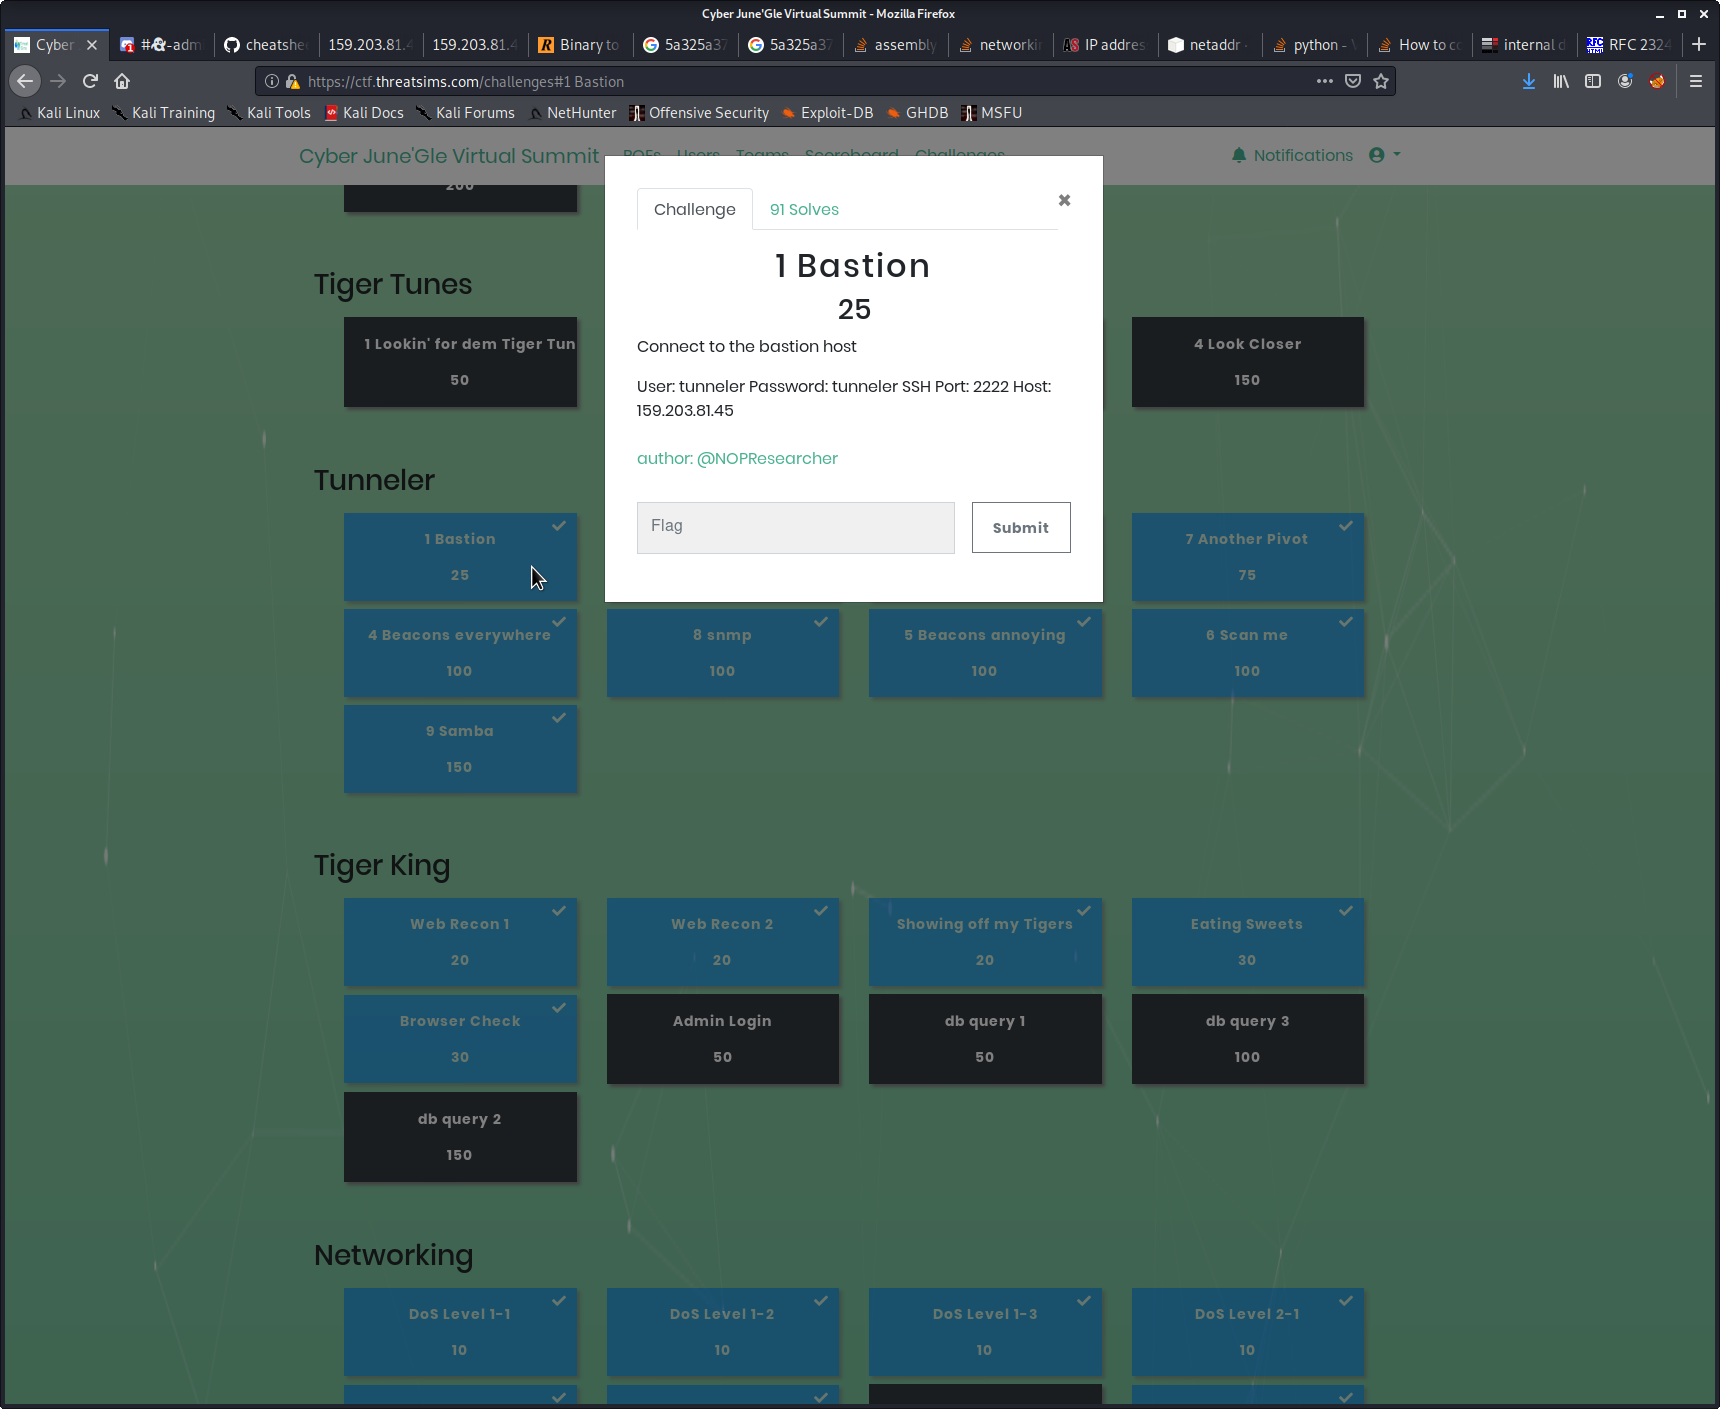 Cyber June'Gle Virtual Summit - Mozilla Firefox
Cyber
cheatshe
159.203.81.4
159.203.81.4
Binary to
5a325a37
5a325a37
assembly
networki
IP addres
netaddr
python -
How to c
internal d
RFC 2324
https://ctf.threatsims.com/challenges#1 Bastion
Kali Linux Kali Training Kali Tools Kali Docs Kali Forums NetHunter Offensive Security Exploit-DB GHDB MSFU
Cyber June'Gle Virtual Summit Users Teams Scoreboard Challenges Notifications
200
Challenge 91 Solves
1 Bastion
25
Connect to the bastion host
User: tunneler Password: tunneler SSH Port: 2222 Host:
159.203.81.45
author: @NOPResearcher
Flag Submit
Tiger Tunes
1 Lookin' for dem Tiger Tun
50
4 Look Closer
150
Tunneler
1 Bastion
25
7 Another Pivot
75
4 Beacons everywhere
100
8 snmp
100
5 Beacons annoying
100
6 Scan me
100
9 Samba
150
Tiger King
Web Recon 1
20
Web Recon 2
20
Showing off my Tigers
20
Eating Sweets
30
Browser Check
30
Admin Login
50
db query 1
50
db query 3
100
db query 2
150
Networking
DoS Level 1-1
10
DoS Level 1-2
10
DoS Level 1-3
10
DoS Level 2-1
10